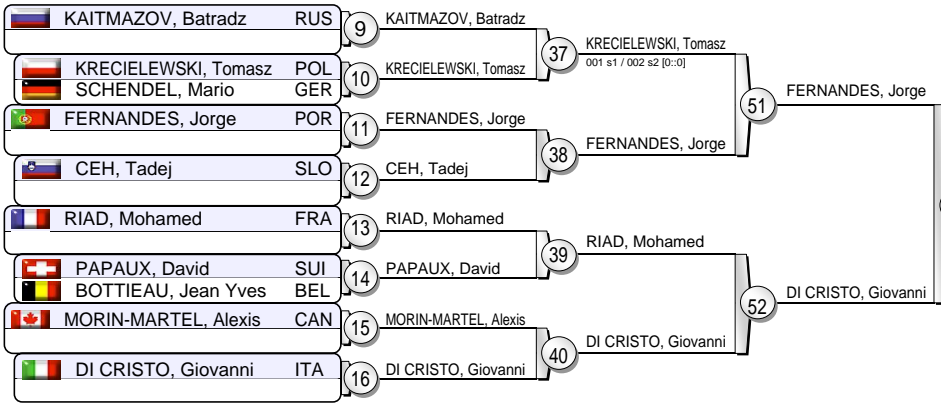 KAITMAZOV, Batradz RUS
KRECIELEWSKI, Tomasz POL
SCHENDEL, Mario GER
FERNANDES, Jorge POR
CEH, Tadej SLO
RIAD, Mohamed FRA
PAPAUX, David SUI
BOTTIEAU, Jean Yves BEL
MORIN-MARTEL, Alexis CAN
DI CRISTO, Giovanni ITA
9
10
11
12
13
14
15
16
KAITMAZOV, Batradz
KRECIELEWSKI, Tomasz
FERNANDES, Jorge
CEH, Tadej
RIAD, Mohamed
PAPAUX, David
MORIN-MARTEL, Alexis
DI CRISTO, Giovanni
37
38
39
40
KRECIELEWSKI, Tomasz
001 s1 / 002 s2 [0::0]
FERNANDES, Jorge
RIAD, Mohamed
DI CRISTO, Giovanni
51
52
FERNANDES, Jorge
DI CRISTO, Giovanni